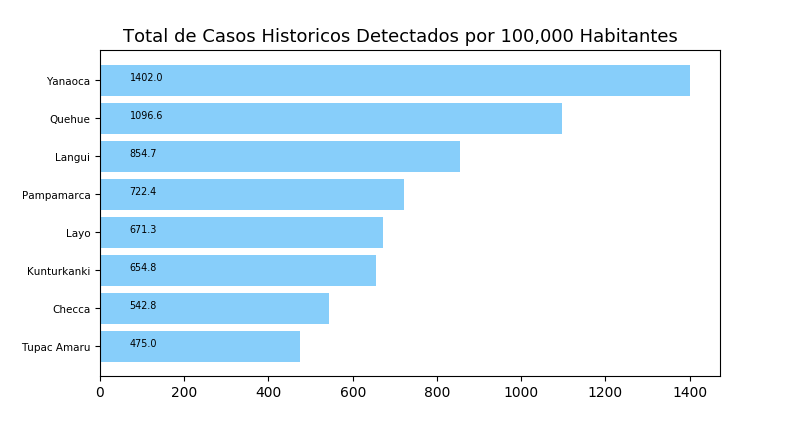 Total de Casos Historicos Detectados por 100,000 Habitantes
Yanaoca 1402.0
Quehue 1096.6
Langui 854.7
Pampamarca 722.4
Layo 671.3
Kunturkanki 654.8
Checca 542.8
Tupac Amaru 475.0
0 200 400 600 800 1000 1200 1400